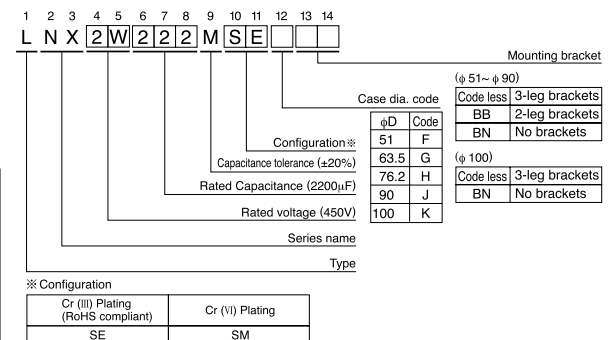 1 2 3 4 5 6 7 8 9 10 11 12 13 14
L N X 2 W 2 2 2 M S E
Mounting bracket
(φ 51~ φ 90)
Code less 3-leg brackets
BB 2-leg brackets
BN No brackets
(φ 100)
Code less 3-leg brackets
BN No brackets
Case dia. code
φD Code
51 F
63.5 G
76.2 H
90 J
100 K
Configuration※
Capacitance tolerance (±20%)
Rated Capacitance (2200µF)
Rated voltage (450V)
Series name
Type
※ Configuration
Cr (III) Plating
(RoHS compliant)
Cr (VI) Plating
SE SM